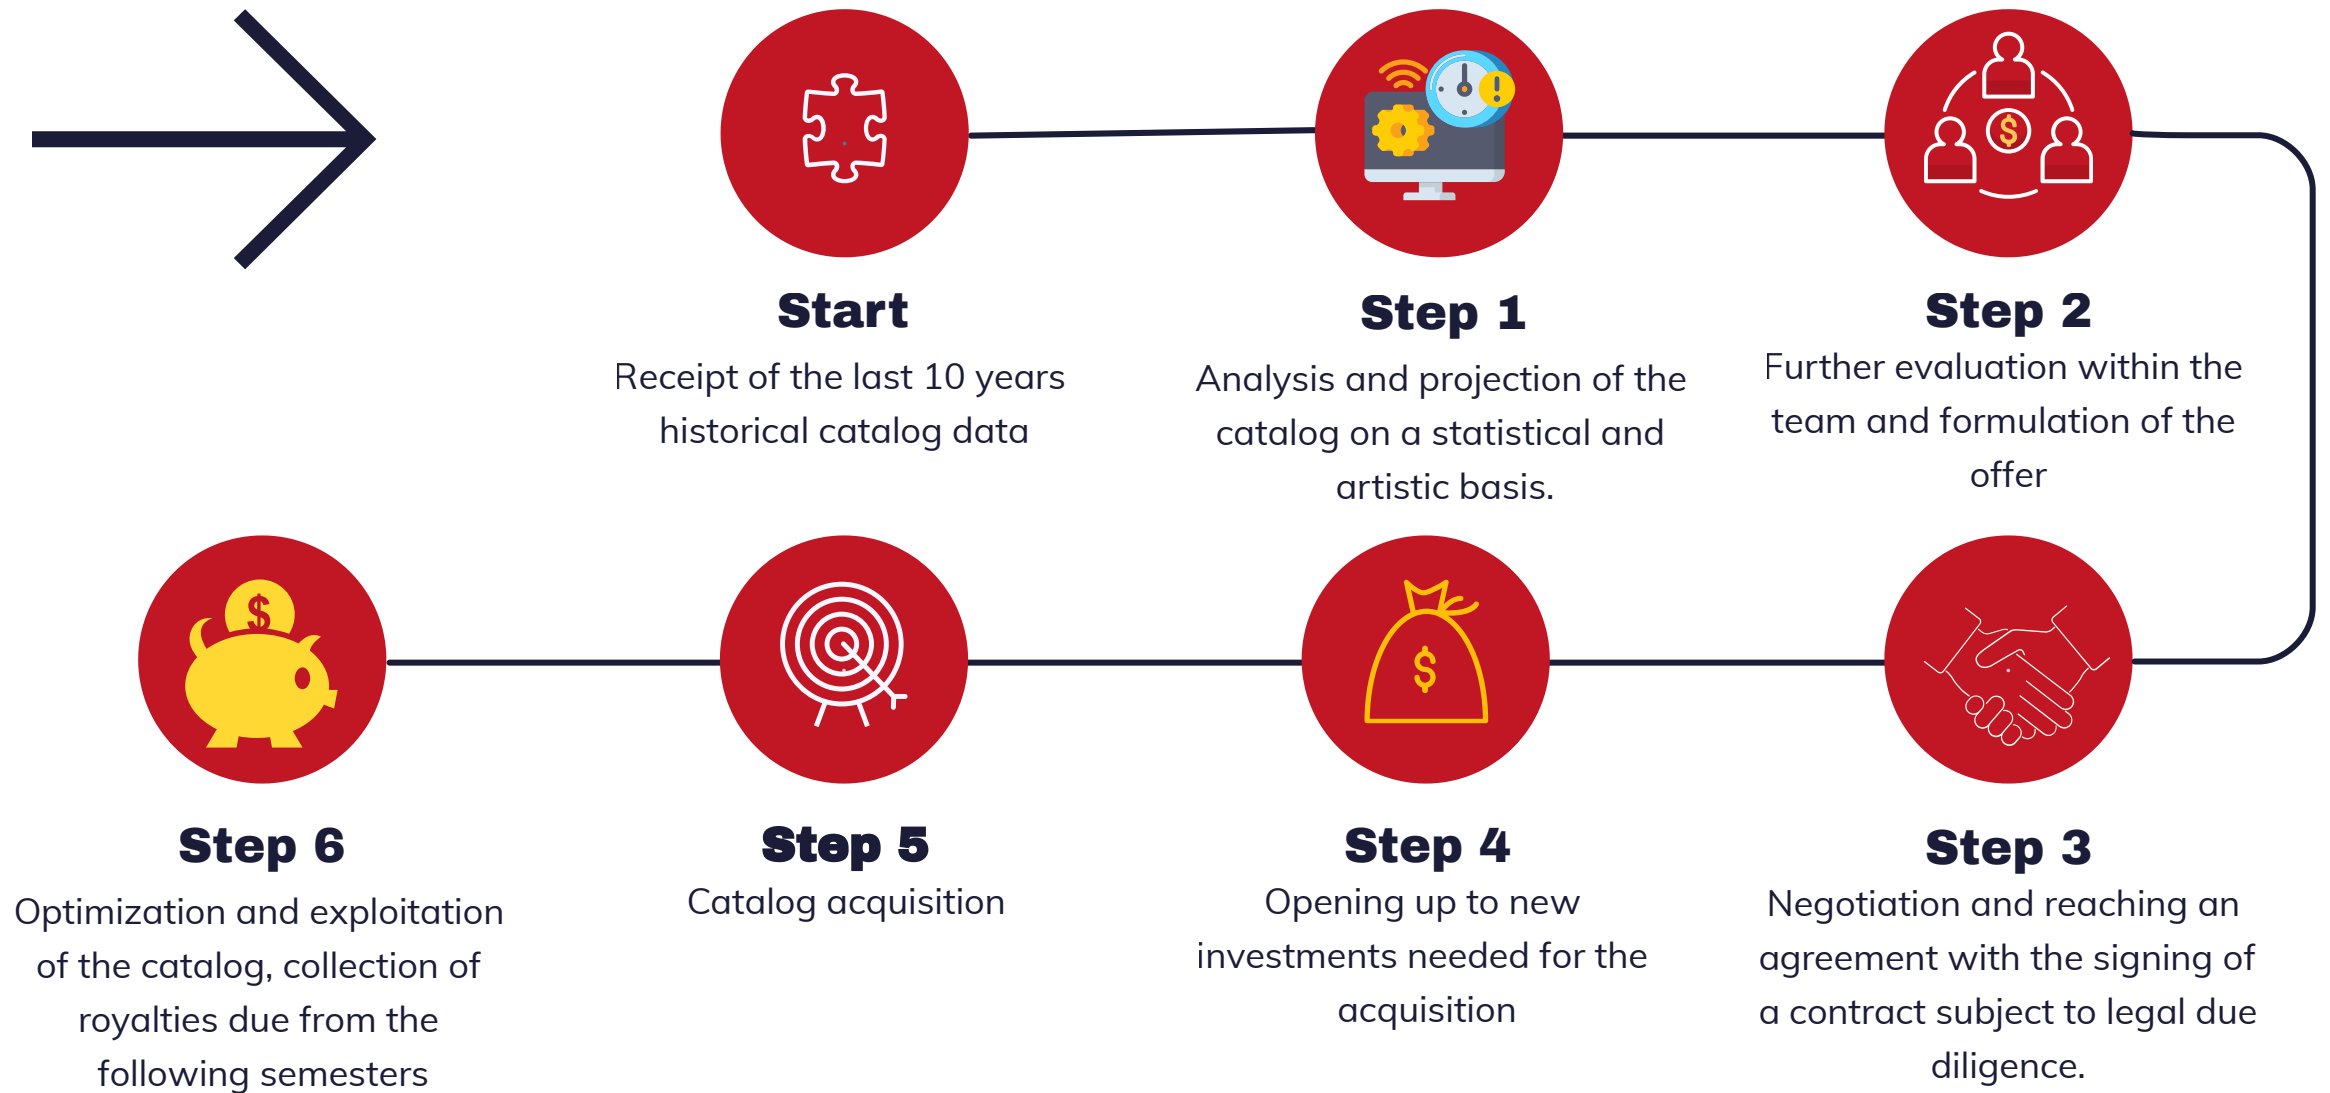 Start
Receipt of the last 10 years
historical catalog data
Step 1
Analysis and projection of the
catalog on a statistical and
artistic basis.
Step 2
Further evaluation within the
team and formulation of the
offer
Step 3
Negotiation and reaching an
agreement with the signing of
a contract subject to legal due
diligence.
Step 4
Opening up to new
investments needed for the
acquisition
Step 5
Catalog acquisition
Step 6
Optimization and exploitation
of the catalog, collection of
royalties due from the
following semesters